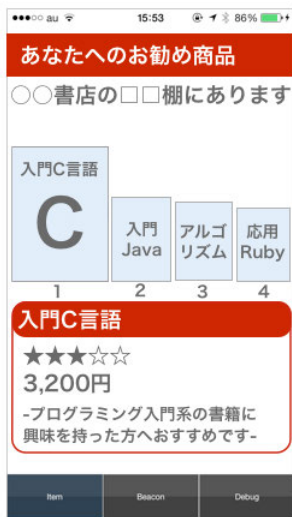 ●●●○○ au 15:53 86%
あなたへのお勧め商品
○○書店の□□棚にあります
入門C言語
C
入門
Java
アルゴ
リズム
応用
Ruby
1 2 3 4
入門C言語
★★★☆☆
3,200円
-プログラミング入門系の書籍に
興味を持った方へおすすめです-
Item Beacon Debug